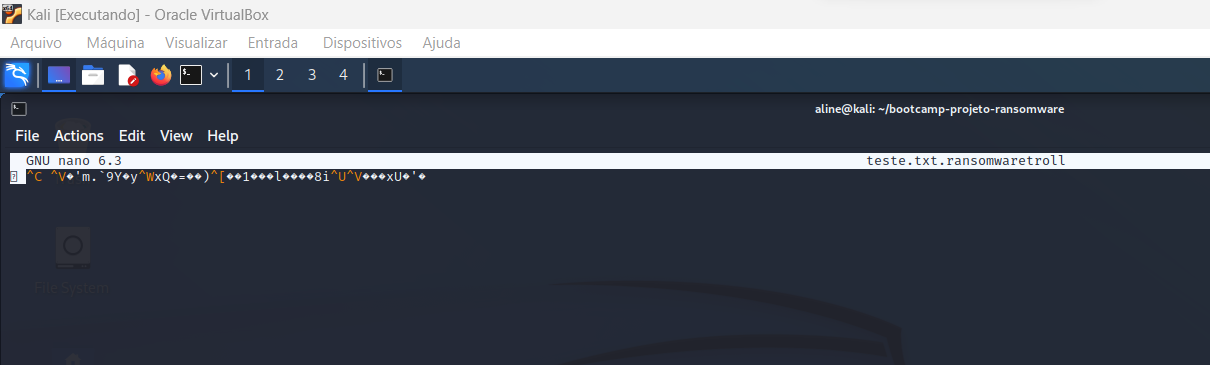 Kali [Executando] - Oracle VirtualBox
Arquivo Máquina Visualizar Entrada Dispositivos Ajuda
1 2 3 4
aline@kali: ~/bootcamp-projeto-ransomware
File Actions Edit View Help
GNU nano 6.3 teste.txt.ransomwaretroll
^C ^V�'m.`9Y�y^WxQ�=��)^[��1���l����8i^U^V���xU�'�
File System